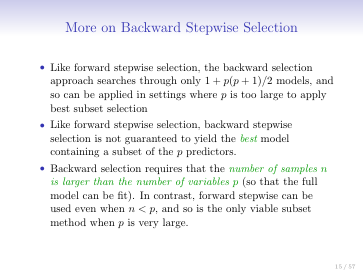 More on Backward Stepwise Selection
• Like forward stepwise selection, the backward selection
approach searches through only 1 + p(p + 1)/2 models, and
so can be applied in settings where p is too large to apply
best subset selection
• Like forward stepwise selection, backward stepwise
selection is not guaranteed to yield the best model
containing a subset of the p predictors.
• Backward selection requires that the number of samples n
is larger than the number of variables p (so that the full
model can be fit). In contrast, forward stepwise can be
used even when n < p, and so is the only viable subset
method when p is very large.
15 / 57